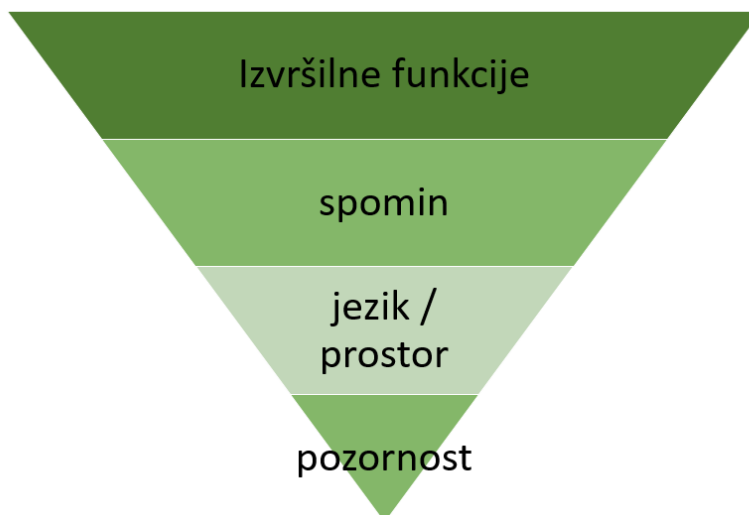 Izvršilne funkcije
spomin
jezik /
prostor
pozornost